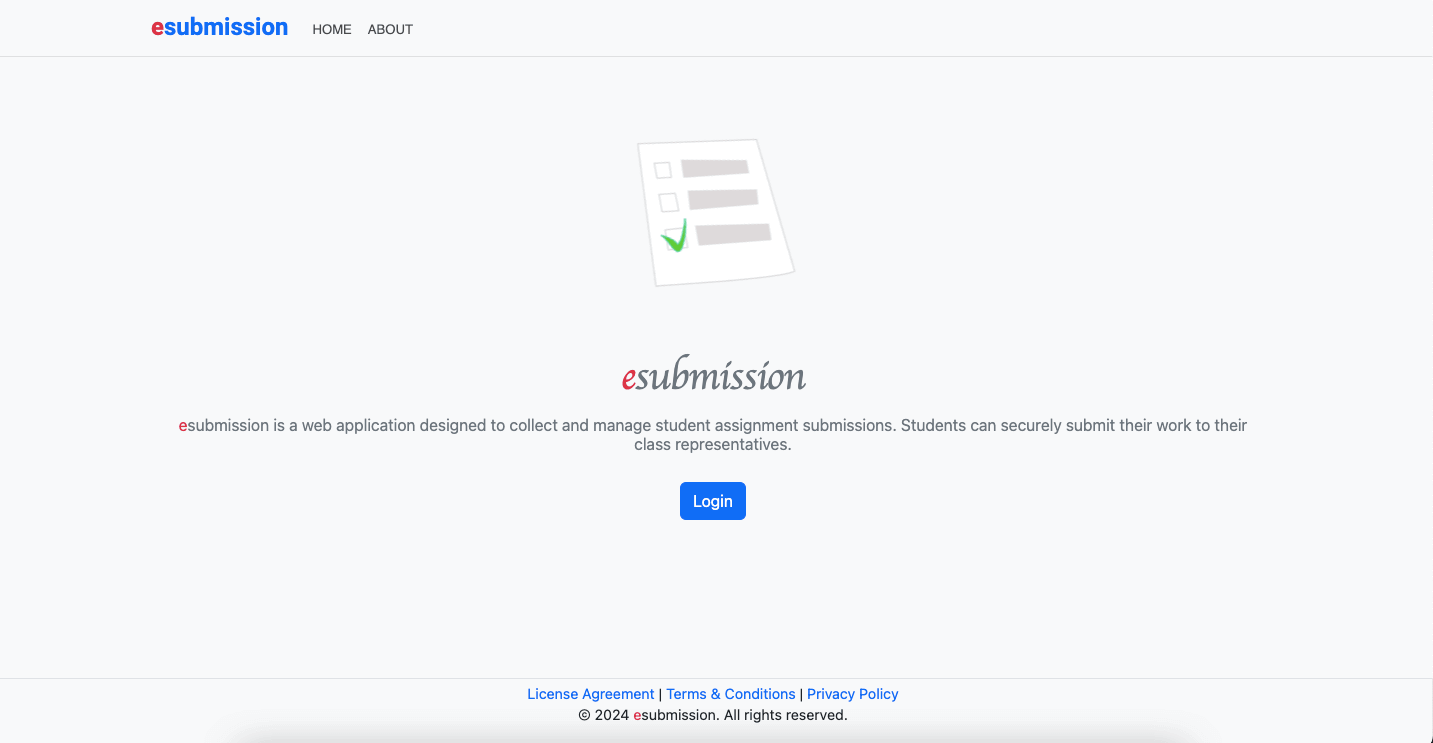 esubmission HOME ABOUT
esubmission
esubmission is a web application designed to collect and manage student assignment submissions. Students can securely submit their work to their
class representatives.
Login
License Agreement | Terms & Conditions | Privacy Policy
© 2024 esubmission. All rights reserved.